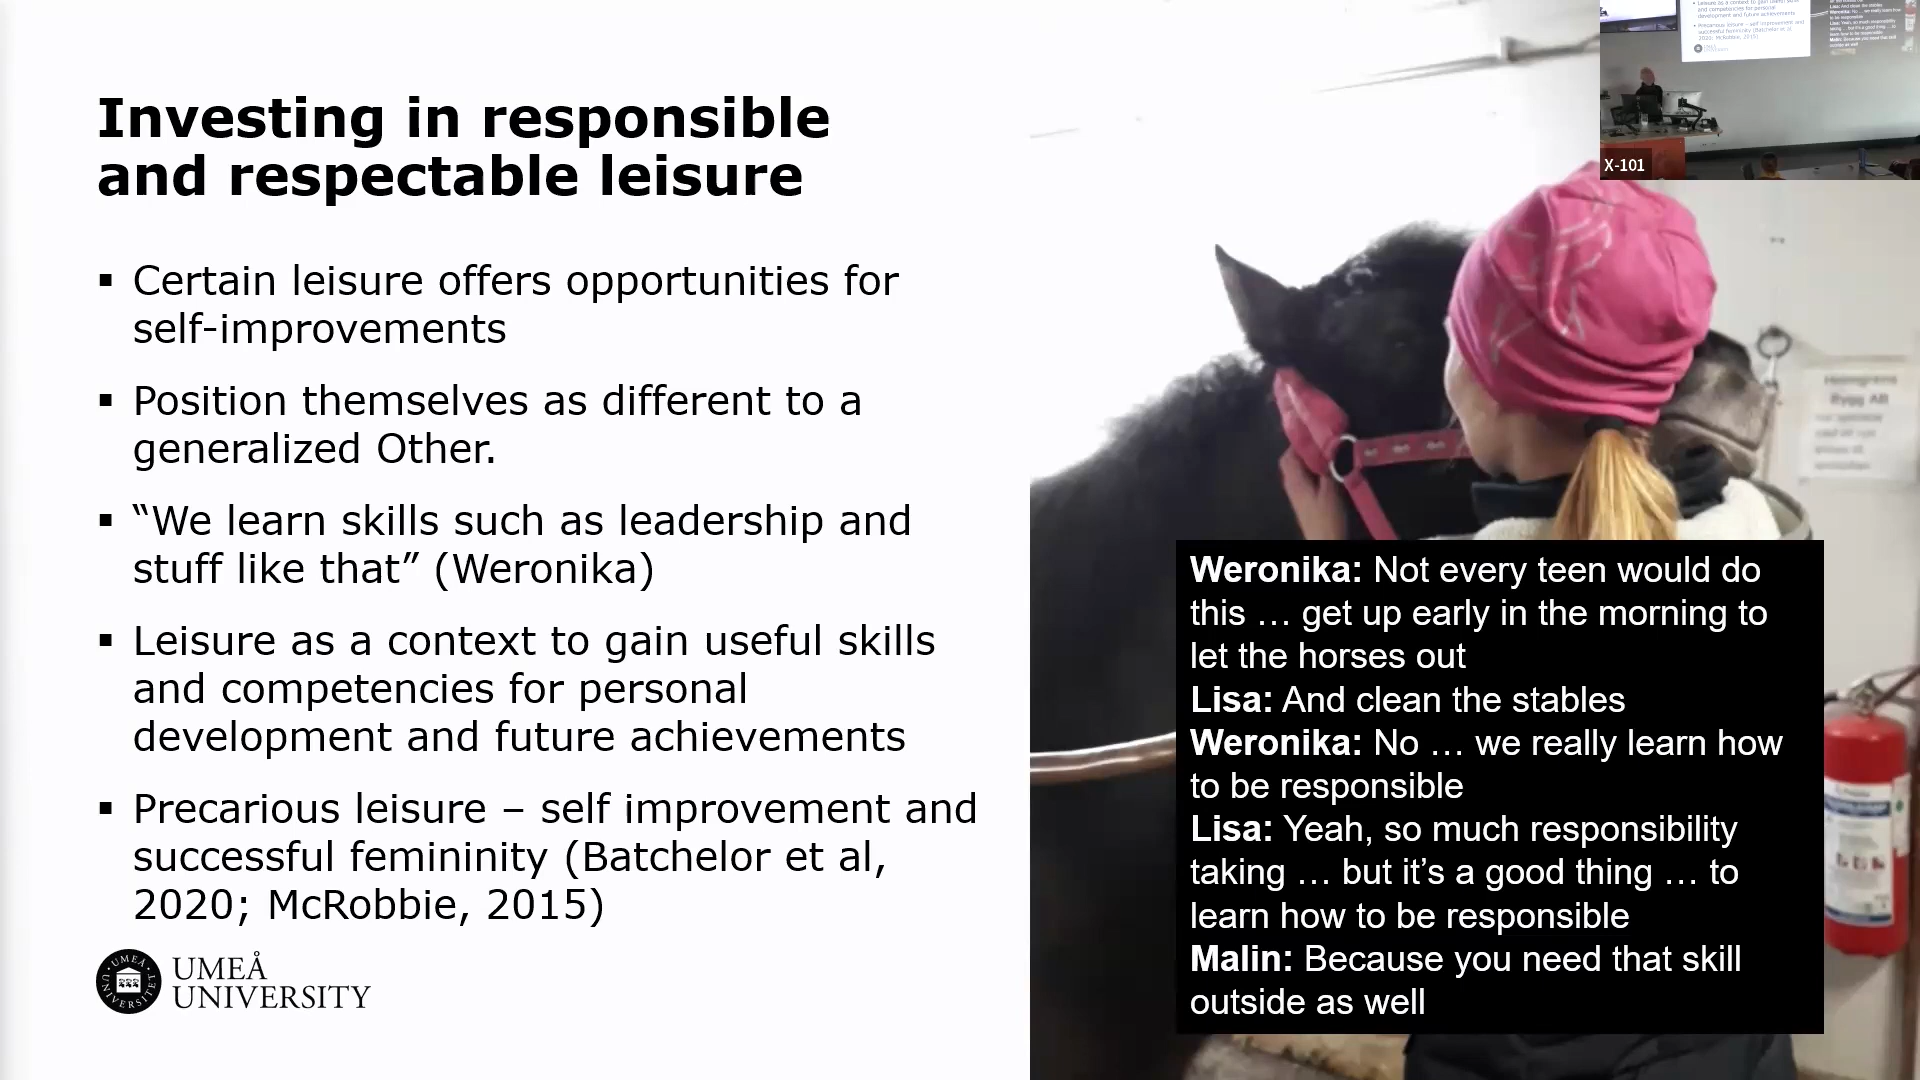 Investing in responsible
and respectable leisure
▪ Certain leisure offers opportunities for
self-improvements
▪ Position themselves as different to a
generalized Other.
▪ “We learn skills such as leadership and
stuff like that” (Weronika)
▪ Leisure as a context to gain useful skills
and competencies for personal
development and future achievements
▪ Precarious leisure – self improvement and
successful femininity (Batchelor et al,
2020; McRobbie, 2015)
UMEÅ
UNIVERSITY
X-101
Weronika: Not every teen would do
this … get up early in the morning to
let the horses out
Lisa: And clean the stables
Weronika: No … we really learn how
to be responsible
Lisa: Yeah, so much responsibility
taking … but it’s a good thing … to
learn how to be responsible
Malin: Because you need that skill
outside as well